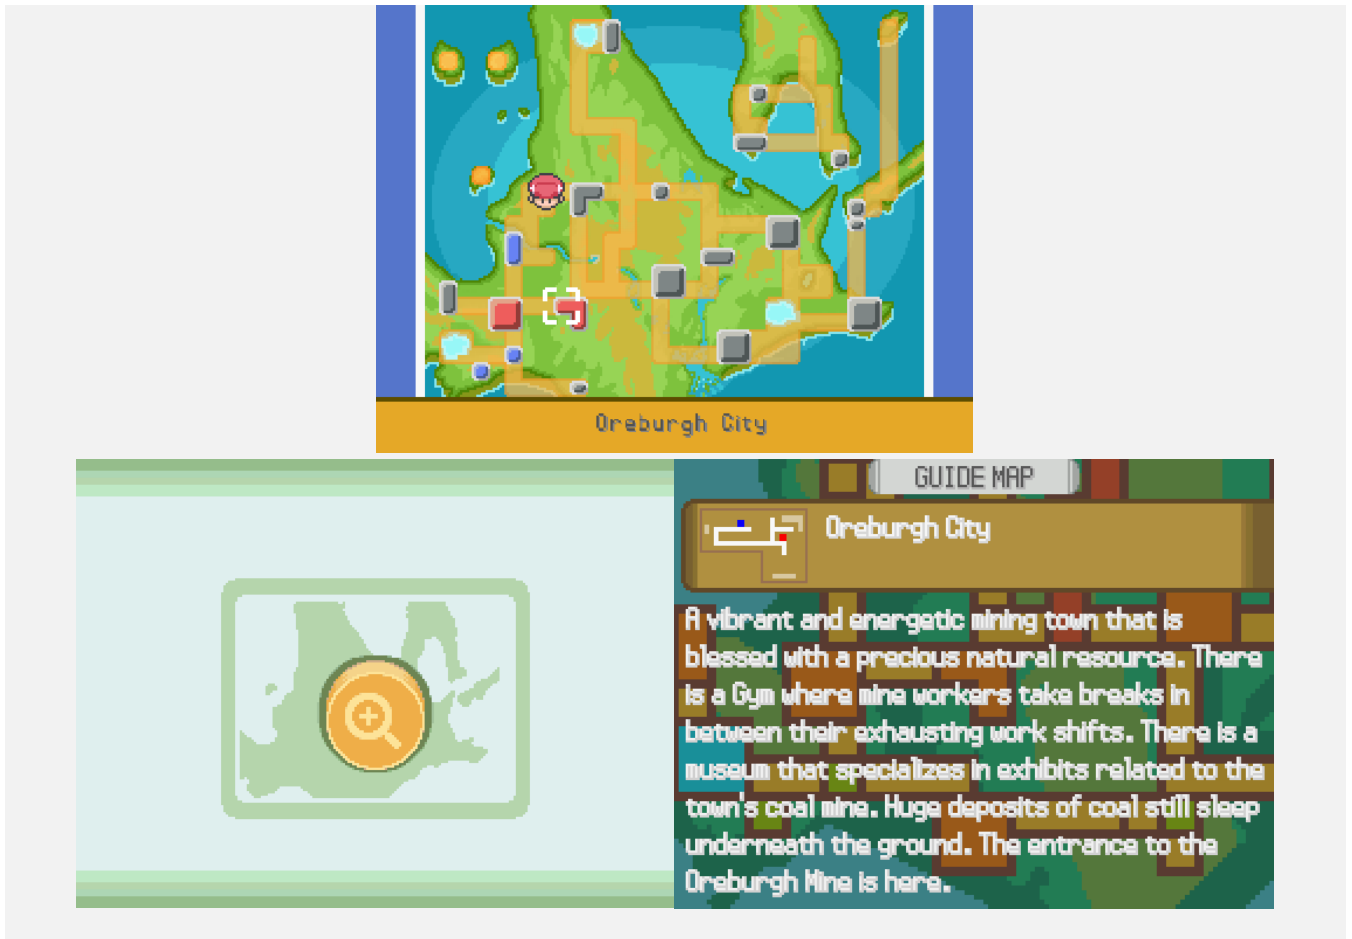 Oreburgh City
GUIDE MAP
Oreburgh City
A vibrant and energetic mining town that is
blessed with a precious natural resource. There
is a Gym where mine workers take breaks in
between their exhausting work shifts. There is a
museum that specializes in exhibits related to the
town's coal mine. Huge deposits of coal still sleep
underneath the ground. The entrance to the
Oreburgh Mine is here.